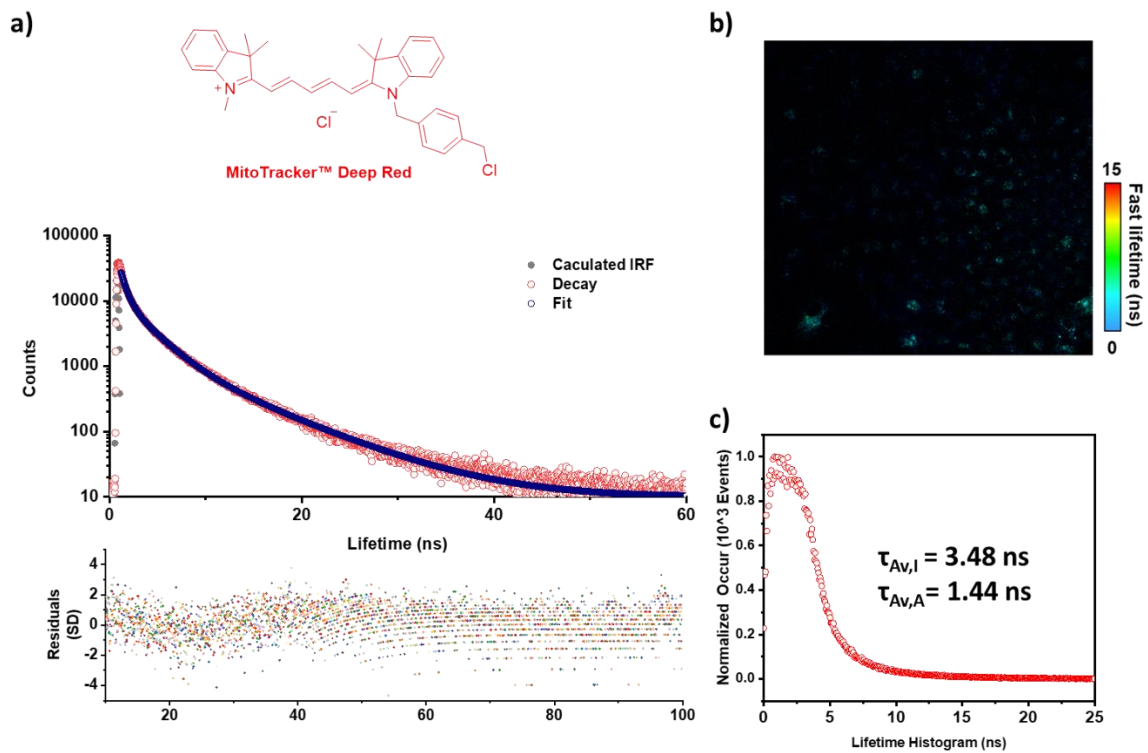 a)
N
+
Cl⁻
N
Cl
MitoTracker™ Deep Red
100000
10000
1000
100
10
Counts
Caculated IRF
Decay
Fit
0
20
40
60
Lifetime (ns)
4
2
0
-2
-4
Residuals
(SD)
20
40
60
80
100
b)
15
Fast lifetime (ns)
0
c)
1.0
0.8
0.6
0.4
0.2
0.0
Normalized Occur (10^3 Events)
τAv,I = 3.48 ns
τAv,A= 1.44 ns
0
5
10
15
20
25
Lifetime Histogram (ns)